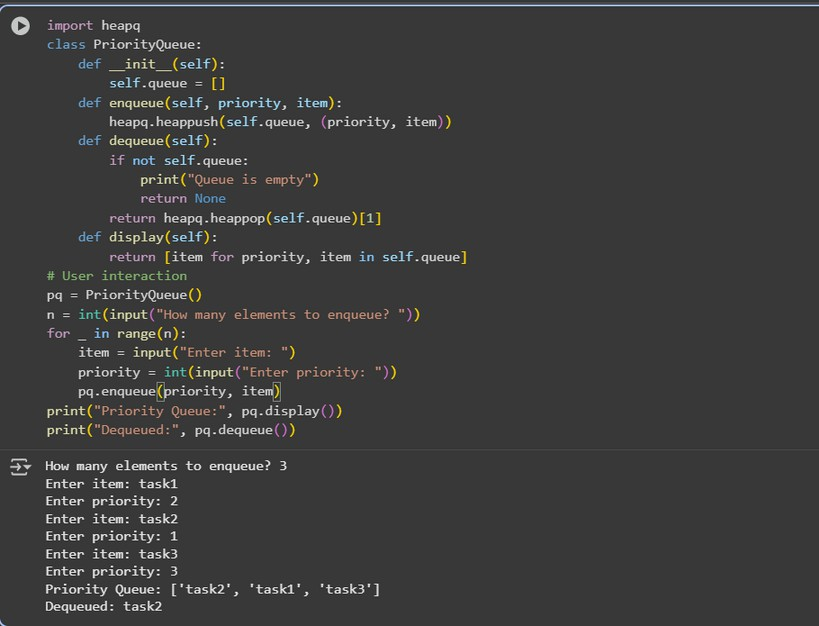 import heapq
class PriorityQueue:
    def __init__(self):
        self.queue = []
    def enqueue(self, priority, item):
        heapq.heappush(self.queue, (priority, item))
    def dequeue(self):
        if not self.queue:
            print("Queue is empty")
            return None
        return heapq.heappop(self.queue)[1]
    def display(self):
        return [item for priority, item in self.queue]
# User interaction
pq = PriorityQueue()
n = int(input("How many elements to enqueue? "))
for _ in range(n):
    item = input("Enter item: ")
    priority = int(input("Enter priority: "))
    pq.enqueue(priority, item)
print("Priority Queue:", pq.display())
print("Dequeued:", pq.dequeue())
How many elements to enqueue? 3
Enter item: task1
Enter priority: 2
Enter item: task2
Enter priority: 1
Enter item: task3
Enter priority: 3
Priority Queue: ['task2', 'task1', 'task3']
Dequeued: task2